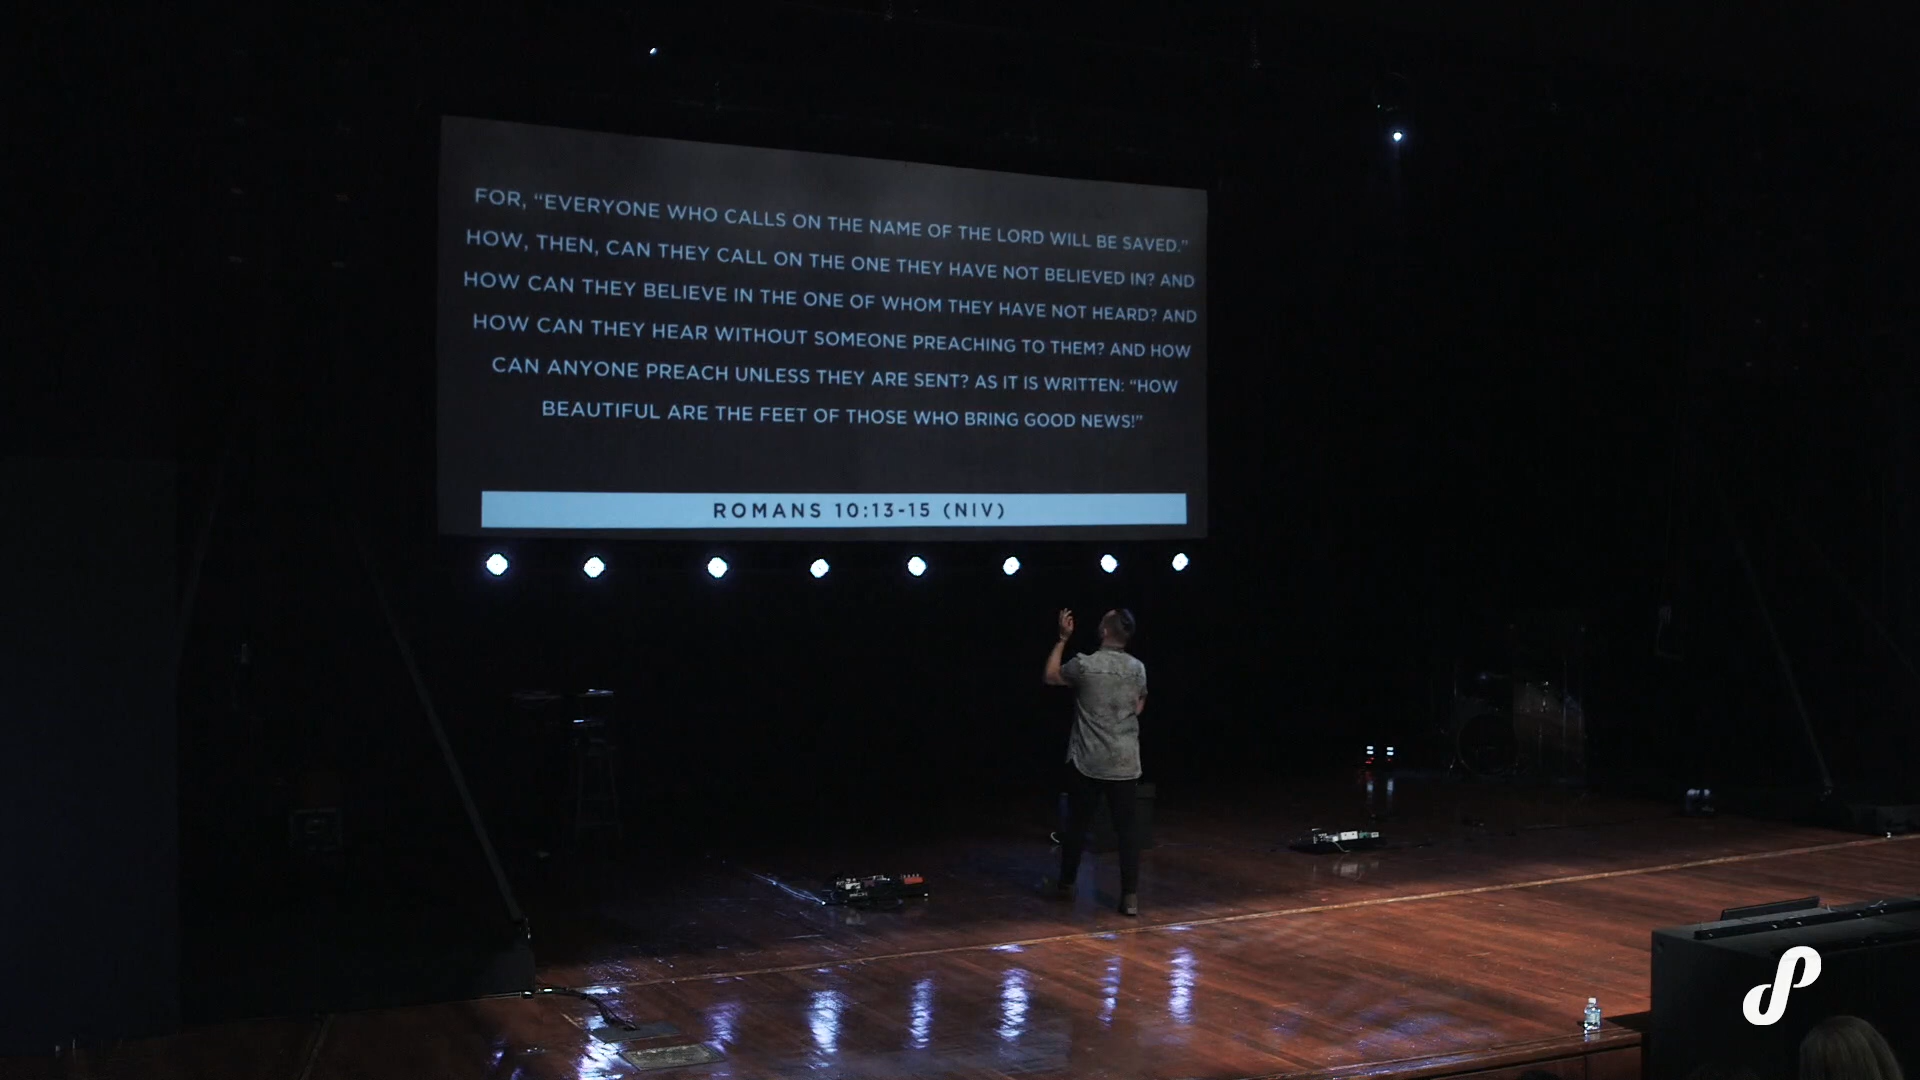 FOR, “EVERYONE WHO CALLS ON THE NAME OF THE LORD WILL BE SAVED.”
HOW, THEN, CAN THEY CALL ON THE ONE THEY HAVE NOT BELIEVED IN? AND
HOW CAN THEY BELIEVE IN THE ONE OF WHOM THEY HAVE NOT HEARD? AND
HOW CAN THEY HEAR WITHOUT SOMEONE PREACHING TO THEM? AND HOW
CAN ANYONE PREACH UNLESS THEY ARE SENT? AS IT IS WRITTEN: “HOW
BEAUTIFUL ARE THE FEET OF THOSE WHO BRING GOOD NEWS!”
ROMANS 10:13-15 (NIV)